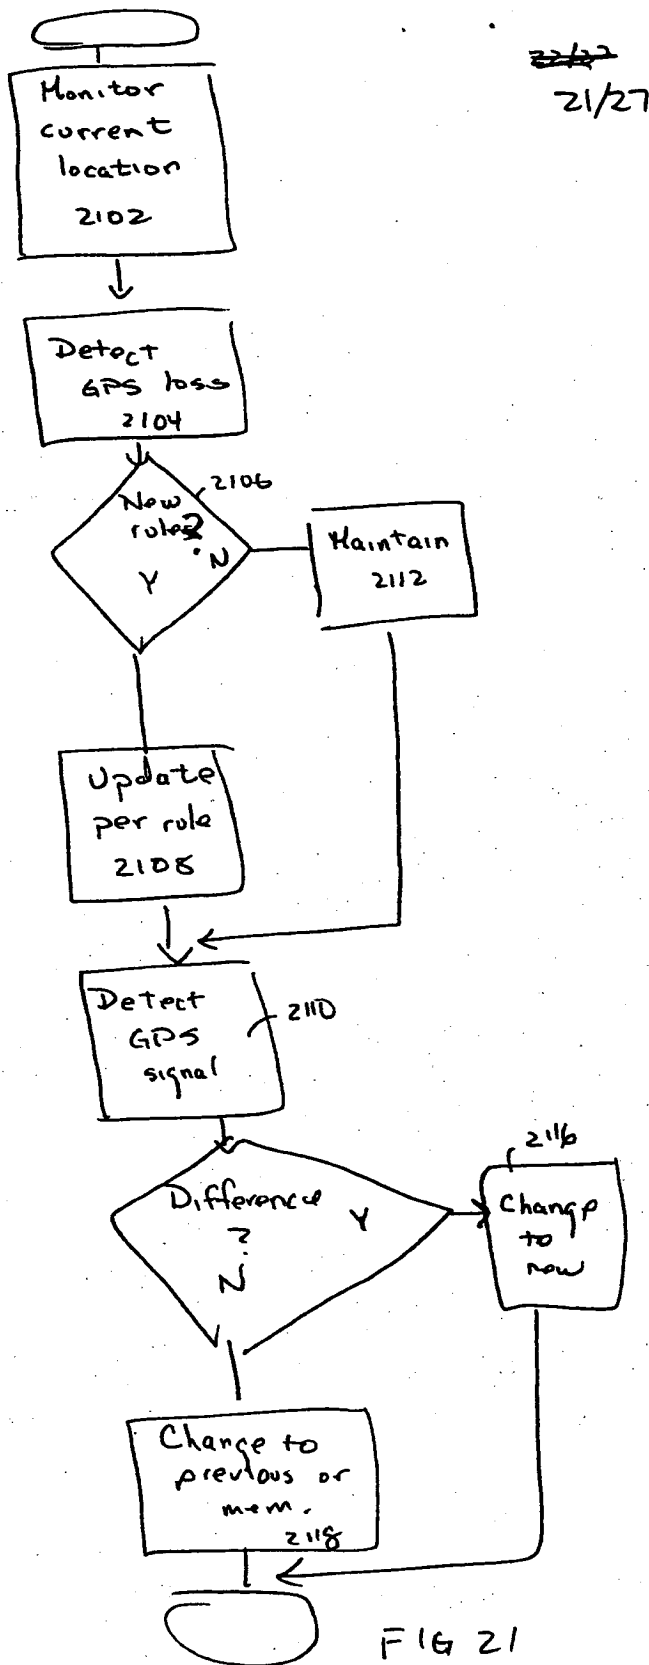 21/27
Monitor
current
location
2102
Detect
GPS loss
2104
2106
New
rules?
N
Y
Maintain
2112
Update
per rule
2108
Detect
GPS
signal
2110
Difference
?
Y
N
2116
Change
to
new
Change to
previous or
mem.
2118
FIG 21